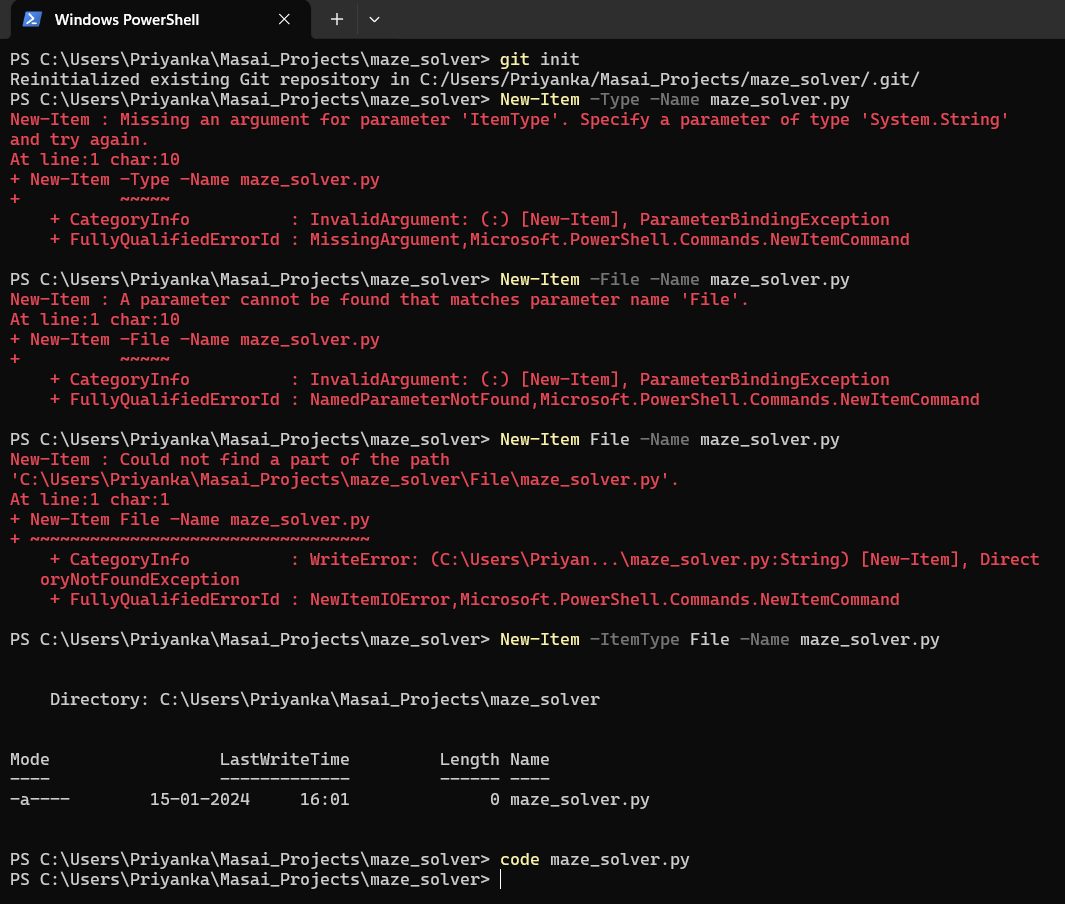 Windows PowerShell
PS C:\Users\Priyanka\Masai_Projects\maze_solver> git init
Reinitialized existing Git repository in C:/Users/Priyanka/Masai_Projects/maze_solver/.git/
PS C:\Users\Priyanka\Masai_Projects\maze_solver> New-Item -Type -Name maze_solver.py
New-Item : Missing an argument for parameter 'ItemType'. Specify a parameter of type 'System.String'
and try again.
At line:1 char:10
+ New-Item -Type -Name maze_solver.py
+          ~~~~~
    + CategoryInfo          : InvalidArgument: (:) [New-Item], ParameterBindingException
    + FullyQualifiedErrorId : MissingArgument,Microsoft.PowerShell.Commands.NewItemCommand
PS C:\Users\Priyanka\Masai_Projects\maze_solver> New-Item -File -Name maze_solver.py
New-Item : A parameter cannot be found that matches parameter name 'File'.
At line:1 char:10
+ New-Item -File -Name maze_solver.py
+          ~~~~~
    + CategoryInfo          : InvalidArgument: (:) [New-Item], ParameterBindingException
    + FullyQualifiedErrorId : NamedParameterNotFound,Microsoft.PowerShell.Commands.NewItemCommand
PS C:\Users\Priyanka\Masai_Projects\maze_solver> New-Item File -Name maze_solver.py
New-Item : Could not find a part of the path
'C:\Users\Priyanka\Masai_Projects\maze_solver\File\maze_solver.py'.
At line:1 char:1
+ New-Item File -Name maze_solver.py
+ ~~~~~~~~~~~~~~~~~~~~~~~~~~~~~~~~~~
    + CategoryInfo          : WriteError: (C:\Users\Priyan...\maze_solver.py:String) [New-Item], Direct
   oryNotFoundException
    + FullyQualifiedErrorId : NewItemIOError,Microsoft.PowerShell.Commands.NewItemCommand
PS C:\Users\Priyanka\Masai_Projects\maze_solver> New-Item -ItemType File -Name maze_solver.py
    Directory: C:\Users\Priyanka\Masai_Projects\maze_solver
Mode                 LastWriteTime         Length Name
----                 -------------         ------ ----
-a----        15-01-2024     16:01              0 maze_solver.py
PS C:\Users\Priyanka\Masai_Projects\maze_solver> code maze_solver.py
PS C:\Users\Priyanka\Masai_Projects\maze_solver>